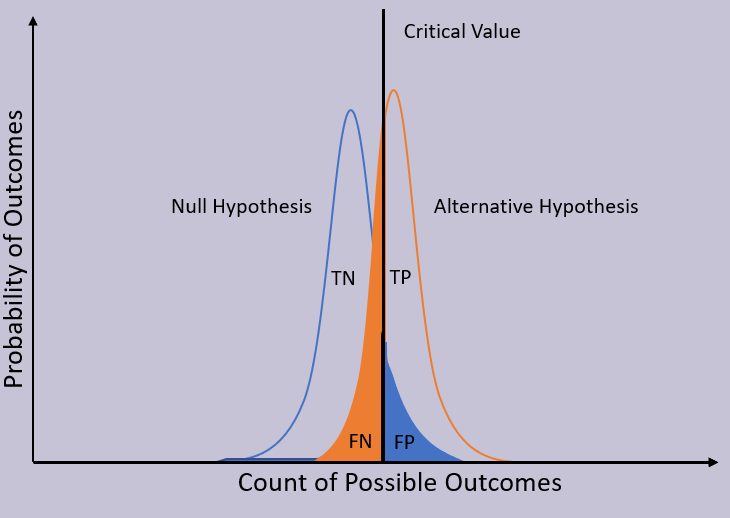 Critical Value
Null Hypothesis
Alternative Hypothesis
TN
TP
FN
FP
Probability of Outcomes
Count of Possible Outcomes